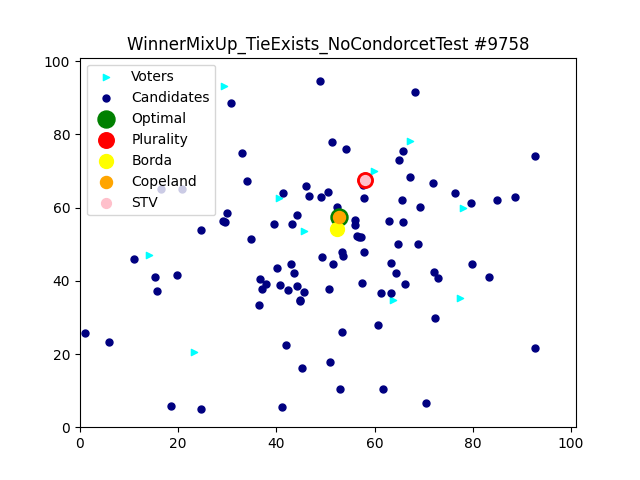 WinnerMixUp_TieExists_NoCondorcetTest #9758
100
80
60
40
20
0
0
20
40
60
80
100
Voters
Candidates
Optimal
Plurality
Borda
Copeland
STV